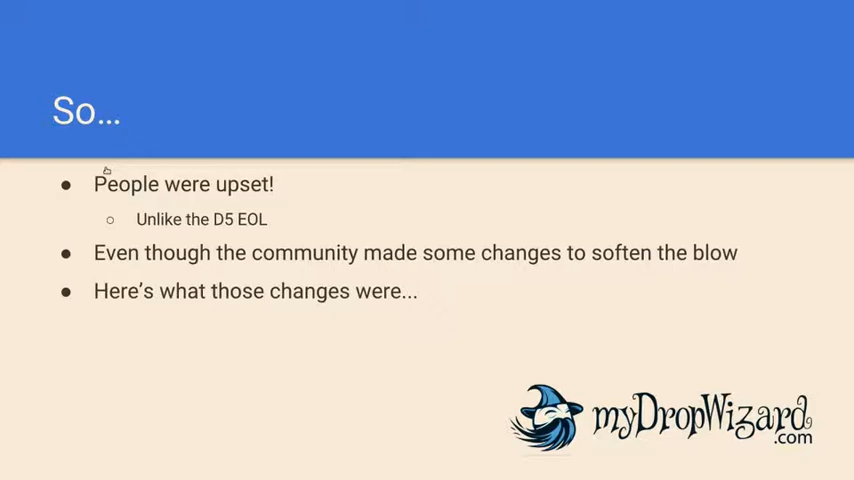 So...
● People were upset!
○ Unlike the D5 EOL
● Even though the community made some changes to soften the blow
● Here's what those changes were...
myDropWizard
.com